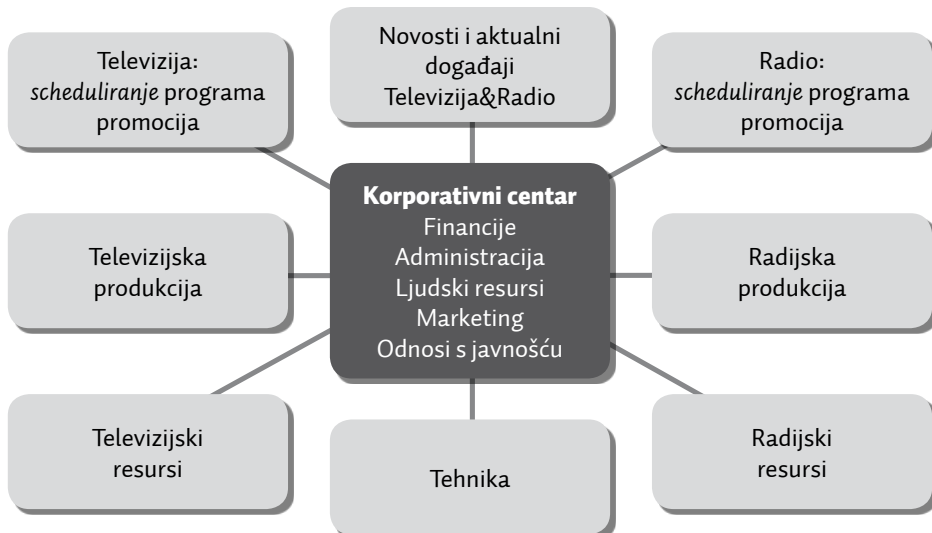 Televizija:
scheduliranje programa
promocija
Novosti i aktualni
događaji
Televizija&Radio
Radio:
scheduliranje programa
promocija
Televizijska
produkcija
Korporativni centar
Financije
Administracija
Ljudski resursi
Marketing
Odnosi s javnošću
Radijska
produkcija
Televizijski
resursi
Tehnika
Radijski
resursi